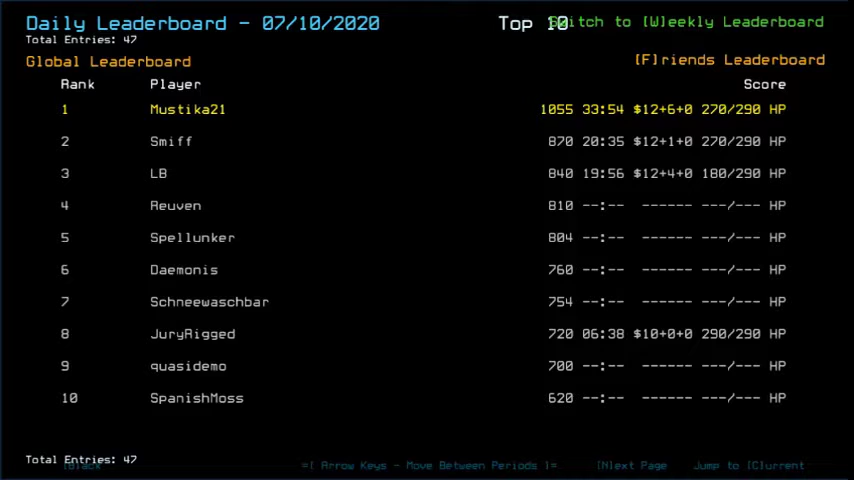 Daily Leaderboard - 07/10/2020 Top 10 Switch to [W]eekly Leaderboard
Total Entries: 47
Global Leaderboard [F]riends Leaderboard
Rank Player Score
1 Mustika21 1055 33:54 $12+6+0 270/290 HP
2 Smiff 870 20:35 $12+1+0 270/290 HP
3 LB 840 19:56 $12+4+0 180/290 HP
4 Reuven 810 --:-- ------ ---/--- HP
5 Spellunker 804 --:-- ------ ---/--- HP
6 Daemonis 760 --:-- ------ ---/--- HP
7 Schneewaschbar 754 --:-- ------ ---/--- HP
8 JuryRigged 720 06:38 $10+0+0 290/290 HP
9 quasidemo 700 --:-- ------ ---/--- HP
10 SpanishMoss 620 --:-- ------ ---/--- HP
Total Entries: 47
[B]ack =[ Arrow Keys - Move Between Periods ]= [N]ext Page Jump to [C]urrent